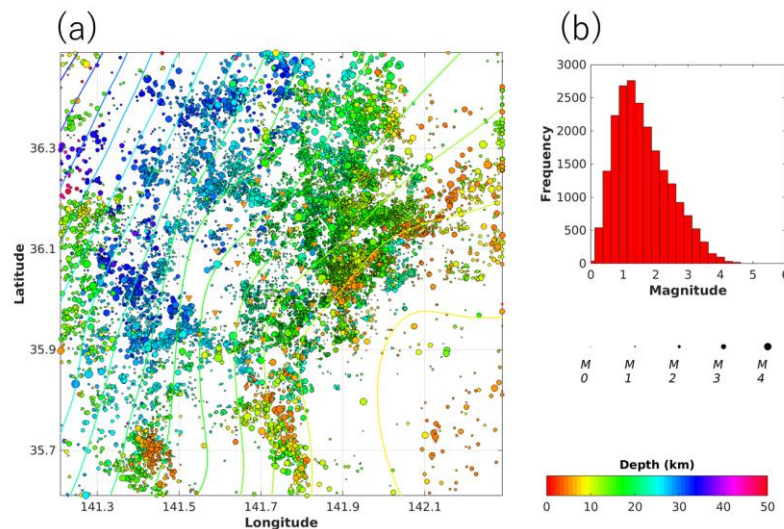 (a)
36.3
36.1
35.9
35.7
Latitude
141.3 141.5 141.7 141.9 142.1
Longitude
(b)
3000
2500
2000
1500
1000
500
0
Frequency
0 1 2 3 4 5 6
Magnitude
M M M M M
0 1 2 3 4
Depth (km)
0 10 20 30 40 50